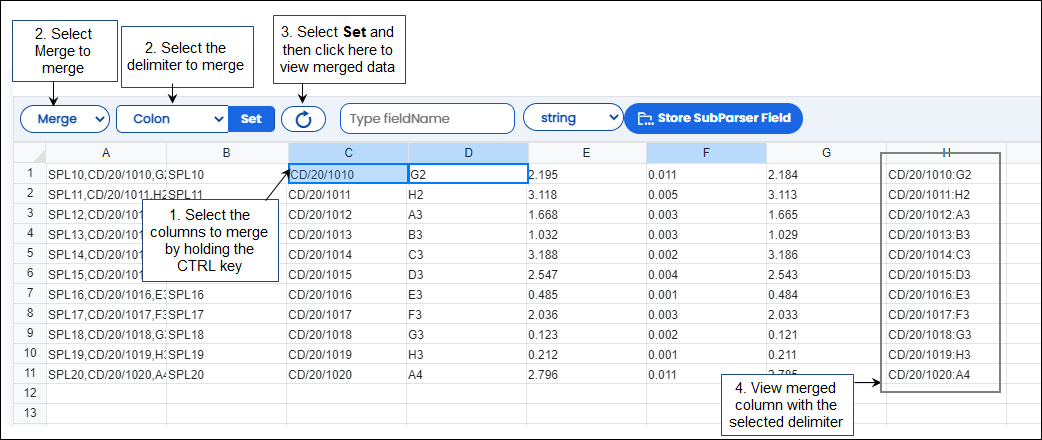 2. Select
Merge to
merge
2. Select the
delimiter to merge
3. Select Set and
then click here to
view merged data
Merge Colon Set Type fieldName string Store SubParser Field
A B C D E F G H
1 SPL10,CD/20/1010,G2 SPL10 CD/20/1010 G2 2.195 0.011 2.184 CD/20/1010:G2
2 SPL11,CD/20/1011,H2 SPL11 CD/20/1011 H2 3.118 0.005 3.113 CD/20/1011:H2
3 SPL12,CD/20/101 CD/20/1012 A3 1.668 0.003 1.665 CD/20/1012:A3
4 SPL13,CD/20/101 CD/20/1013 B3 1.032 0.003 1.029 CD/20/1013:B3
5 SPL14,CD/20/101 CD/20/1014 C3 3.188 0.002 3.186 CD/20/1014:C3
6 SPL15,CD/20/101 CD/20/1015 D3 2.547 0.004 2.543 CD/20/1015:D3
7 SPL16,CD/20/1016,E3 SPL16 CD/20/1016 E3 0.485 0.001 0.484 CD/20/1016:E3
8 SPL17,CD/20/1017,F3 SPL17 CD/20/1017 F3 2.036 0.003 2.033 CD/20/1017:F3
9 SPL18,CD/20/1018,G3 SPL18 CD/20/1018 G3 0.123 0.002 0.121 CD/20/1018:G3
10 SPL19,CD/20/1019,H3 SPL19 CD/20/1019 H3 0.212 0.001 0.211 CD/20/1019:H3
11 SPL20,CD/20/1020,A4 SPL20 CD/20/1020 A4 2.796 0.011 CD/20/1020:A4
12
13
1. Select the
columns to merge
by holding the
CTRL key
4. View merged
column with the
selected delimiter